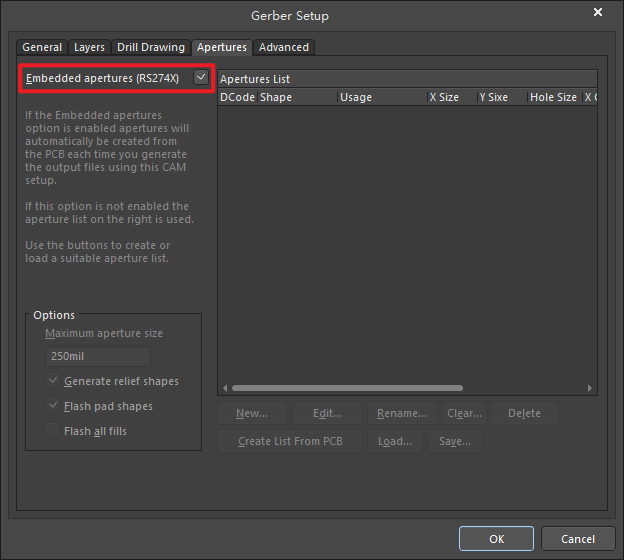 Gerber Setup
General Layers Drill Drawing Apertures Advanced
Embedded apertures (RS274X)
If the Embedded apertures
option is enabled apertures will
automatically be created from
the PCB each time you generate
the output files using this CAM
setup.
If this option is not enabled the
aperture list on the right is used.
Use the buttons to create or
load a suitable aperture list.
Options
Maximum aperture size
250mil
Generate relief shapes
Flash pad shapes
Flash all fills
Apertures List
DCode Shape Usage X Size Y Sixe Hole Size X O
New... Edit... Rename... Clear... Delete
Create List From PCB Load... Save...
OK Cancel